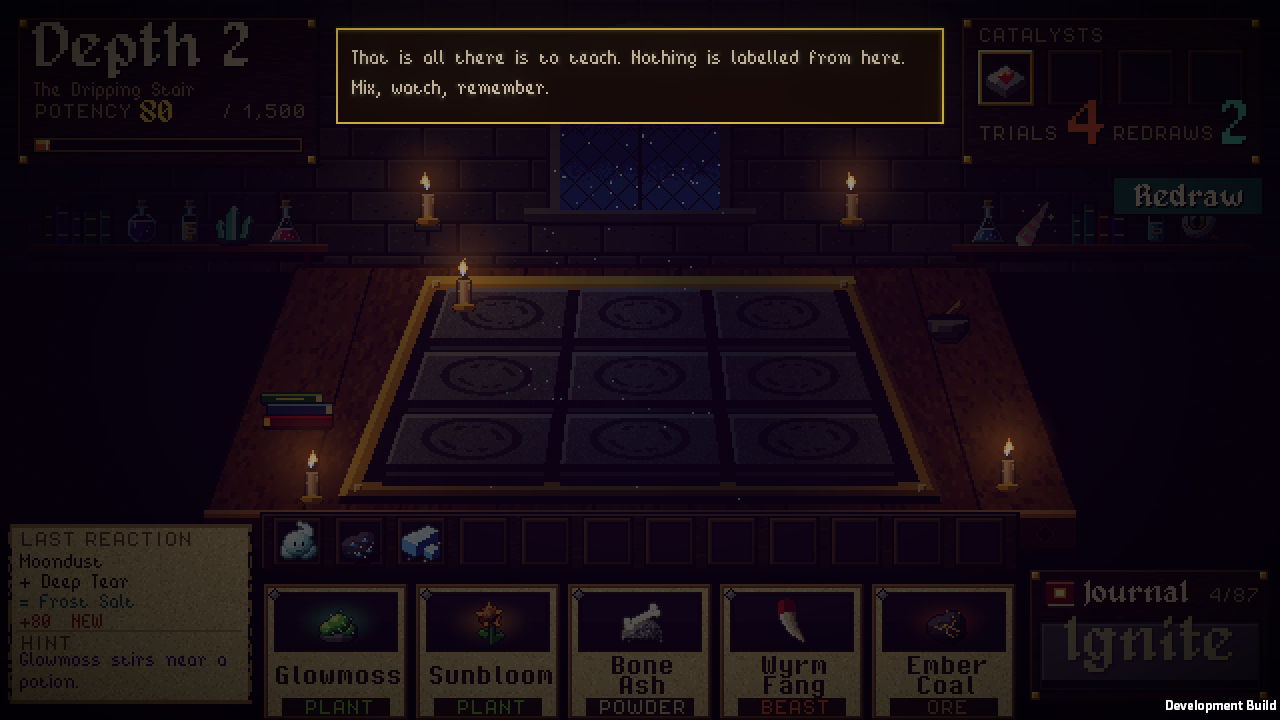 Depth 2
The Dripping Stair
POTENCY 80 / 1,500
That is all there is to teach. Nothing is labelled from here.
Mix, watch, remember.
CATALYSTS
TRIALS 4 REDRAWS 2
Redraw
LAST REACTION
Moondust
+ Deep Tear
= Frost Salt
+80 NEW
HINT
Glowmoss stirs near a
potion.
Glowmoss
PLANT
Sunbloom
PLANT
Bone
Ash
POWDER
Wyrm
Fang
BEAST
Ember
Coal
ORE
Journal 4/87
Ignite
Development Build